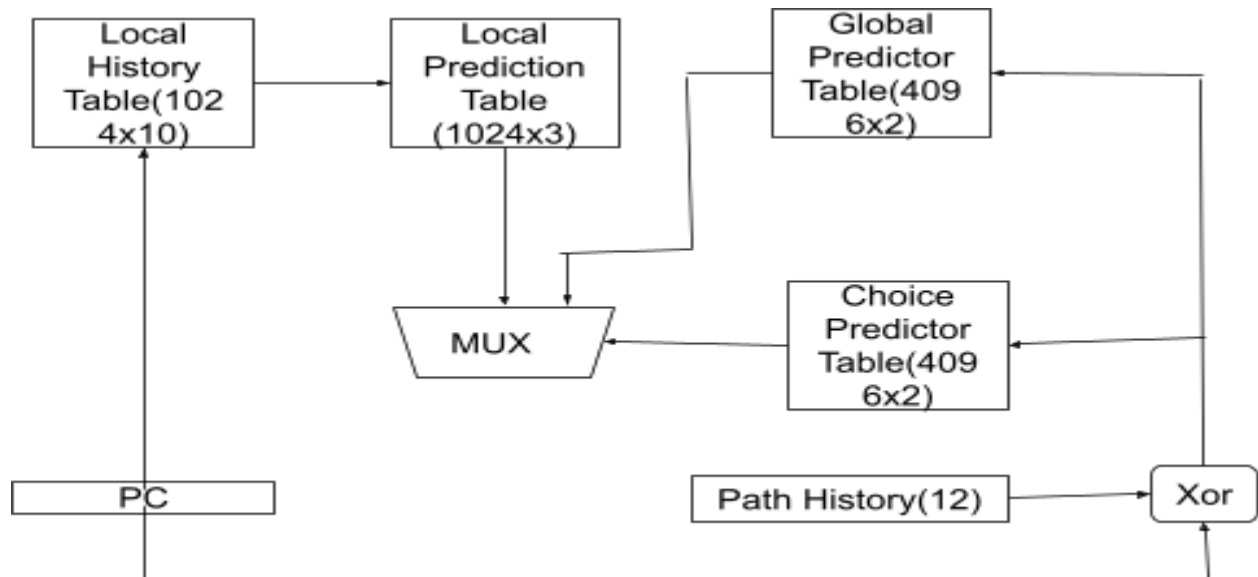 Local
History
Table(102
4x10)
Local
Prediction
Table
(1024x3)
Global
Predictor
Table(409
6x2)
MUX
Choice
Predictor
Table(409
6x2)
PC
Path History(12)
Xor